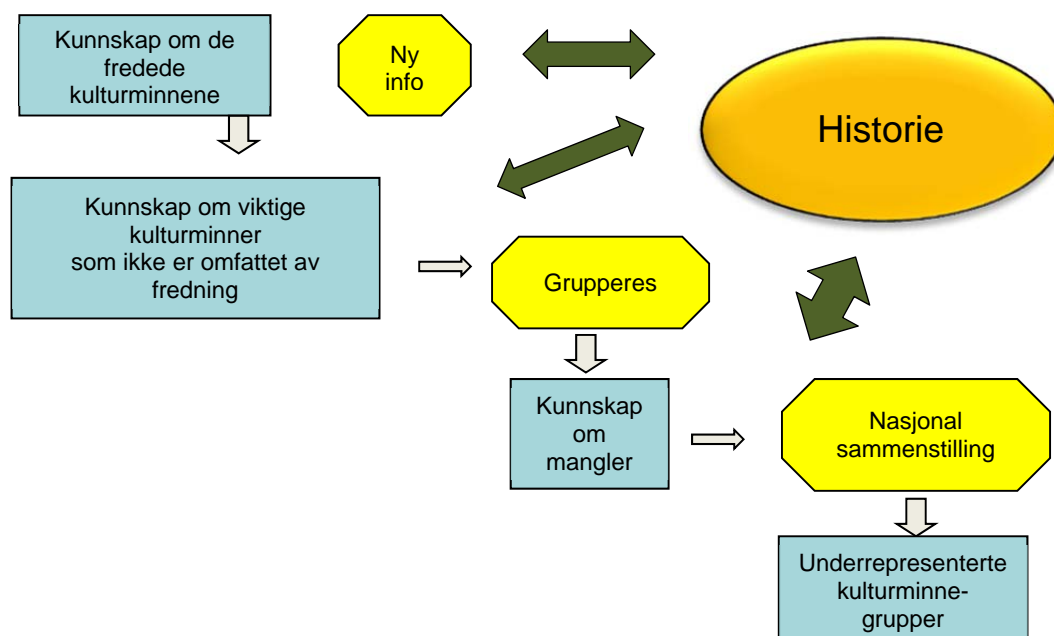 Kunnskap om de
fredede
kulturminnene
Ny
info
Historie
Kunnskap om viktige
kulturminner
som ikke er omfattet av
fredning
Grupperes
Kunnskap
om
mangler
Nasjonal
sammenstilling
Underrepresenterte
kulturminne-
grupper